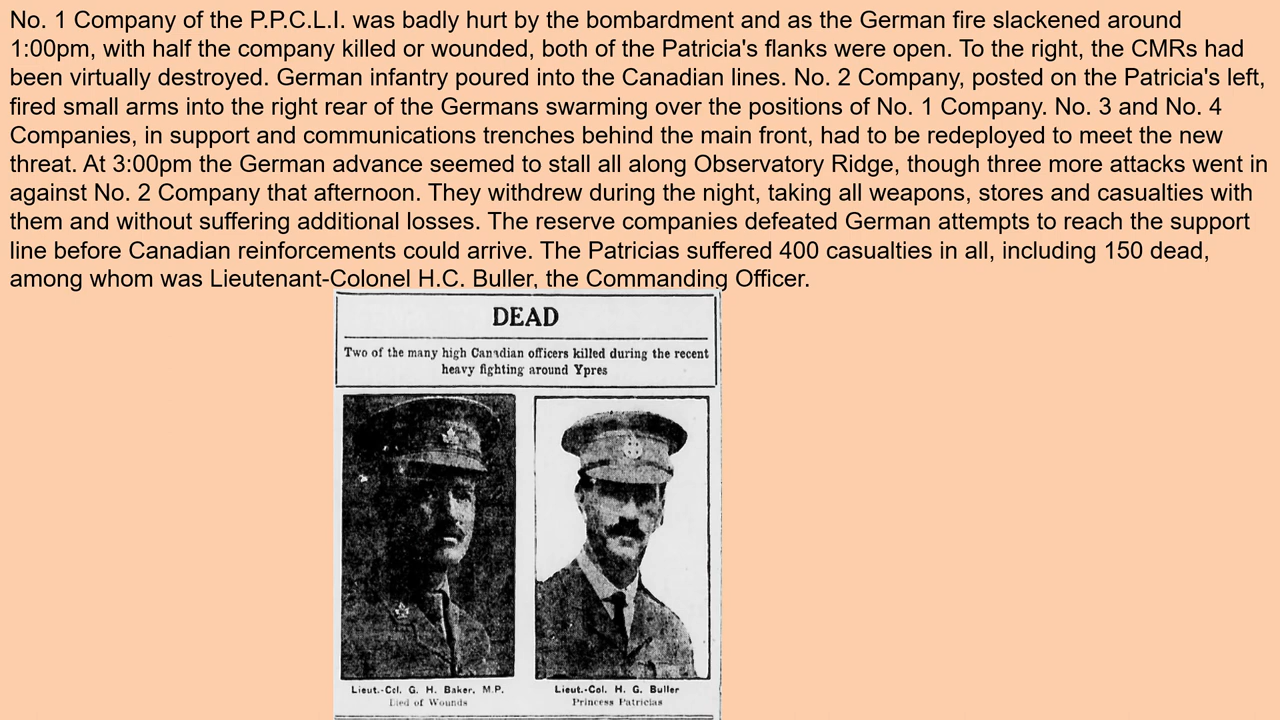 No. 1 Company of the P.P.C.L.I. was badly hurt by the bombardment and as the German fire slackened around
1:00pm, with half the company killed or wounded, both of the Patricia's flanks were open. To the right, the CMRs had
been virtually destroyed. German infantry poured into the Canadian lines. No. 2 Company, posted on the Patricia's left,
fired small arms into the right rear of the Germans swarming over the positions of No. 1 Company. No. 3 and No. 4
Companies, in support and communications trenches behind the main front, had to be redeployed to meet the new
threat. At 3:00pm the German advance seemed to stall all along Observatory Ridge, though three more attacks went in
against No. 2 Company that afternoon. They withdrew during the night, taking all weapons, stores and casualties with
them and without suffering additional losses. The reserve companies defeated German attempts to reach the support
line before Canadian reinforcements could arrive. The Patricias suffered 400 casualties in all, including 150 dead,
among whom was Lieutenant-Colonel H.C. Buller, the Commanding Officer.
DEAD
Two of the many high Canadian officers killed during the recent
heavy fighting around Ypres
Lieut.-Col. G. H. Baker, M.P.
Died of Wounds
Lieut.-Col. H. G. Buller
Princess Patricias